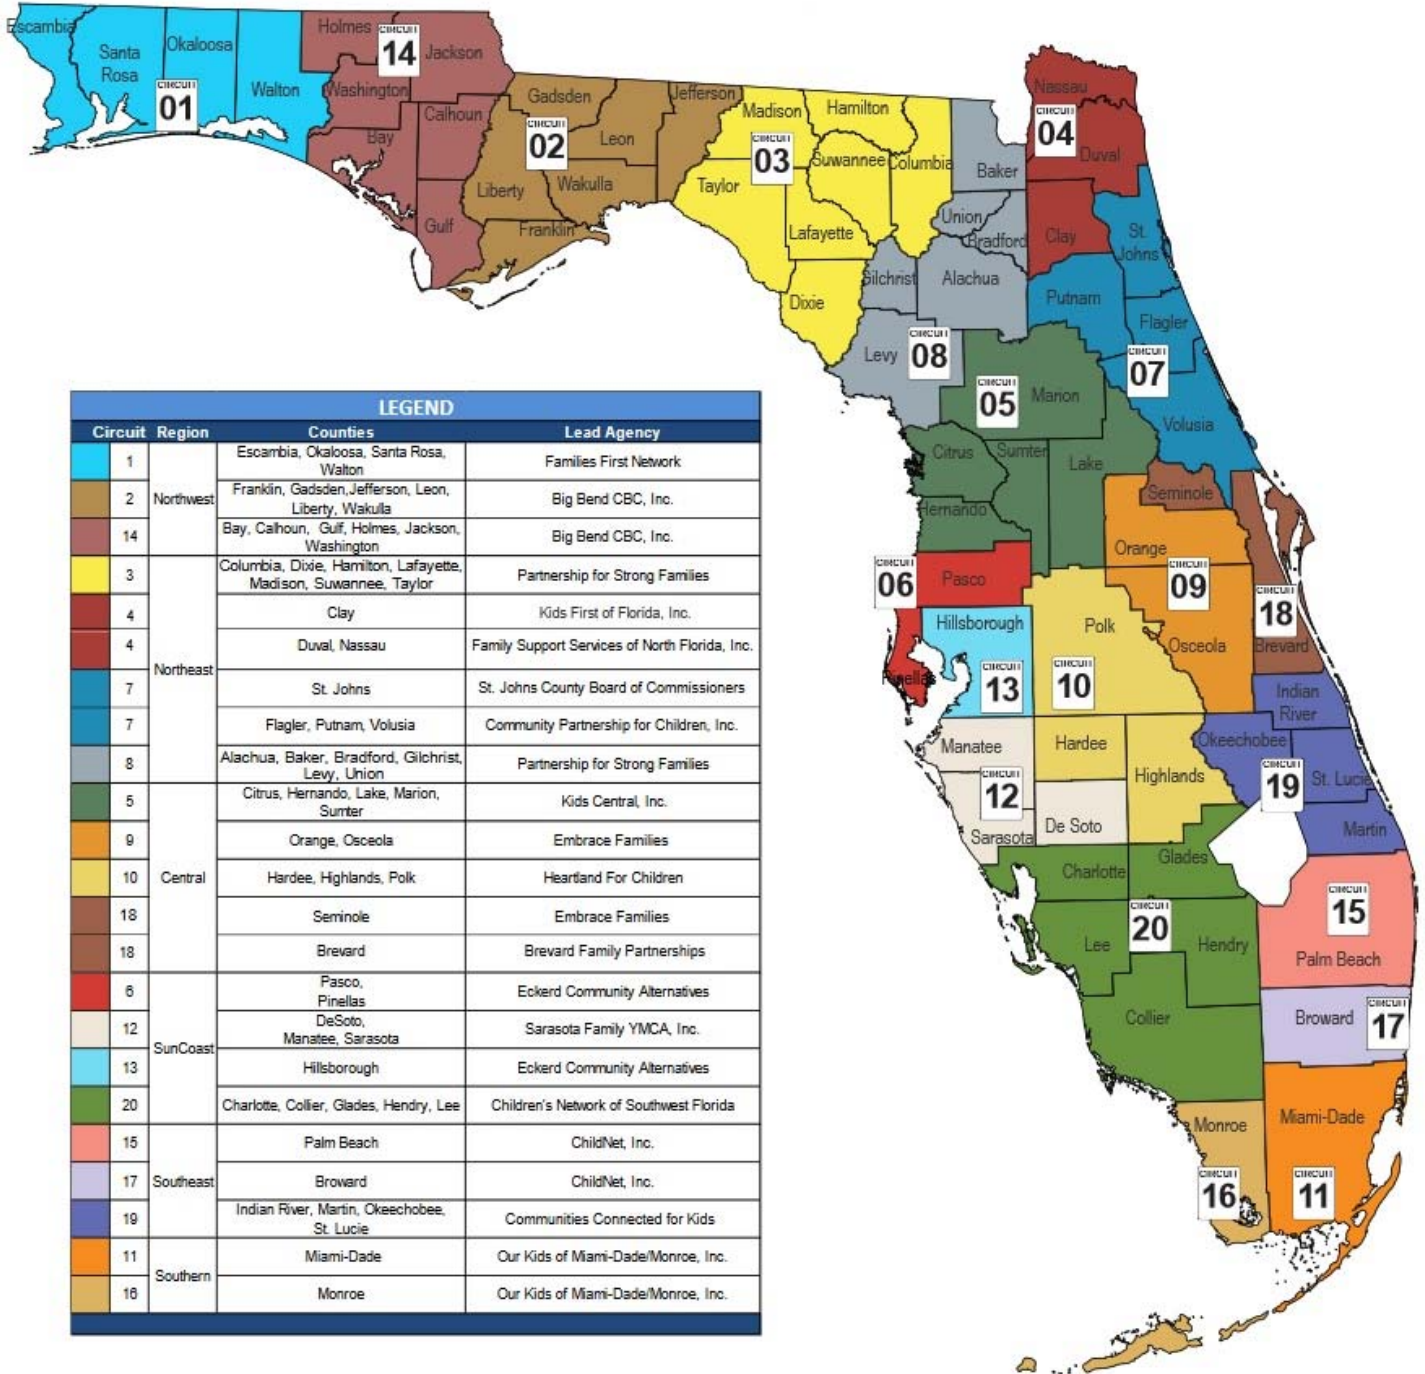 Escambia
Santa
Rosa
Okaloosa
Walton
CIRCUIT
01
Holmes
CIRCUIT
14
Jackson
Washington
Calhoun
Bay
Gulf
Gadsden
Jefferson
CIRCUIT
02
Leon
Liberty
Wakulla
Franklin
Madison
Hamilton
CIRCUIT
03
Suwannee
Columbia
Taylor
Lafayette
Dixie
Nassau
CIRCUIT
04
Duval
Baker
Union
Bradford
Clay
St.
Johns
Gilchrist
Alachua
Putnam
Flagler
Levy
CIRCUIT
08
CIRCUIT
07
CIRCUIT
05
Marion
Volusia
Citrus
Sumter
Lake
Seminole
Hernando
Orange
CIRCUIT
06
Pasco
CIRCUIT
09
CIRCUIT
18
Hillsborough
Polk
Osceola
Brevard
Pinellas
CIRCUIT
13
CIRCUIT
10
Indian
River
Manatee
Hardee
Okeechobee
Highlands
CIRCUIT
19
St. Lucie
CIRCUIT
12
Sarasota
De Soto
Martin
Charlotte
Glades
CIRCUIT
15
CIRCUIT
20
Lee
Hendry
Palm Beach
Collier
Broward
CIRCUIT
17
Monroe
Miami-Dade
CIRCUIT
16
CIRCUIT
11
LEGEND
Circuit Region Counties Lead Agency
1 Escambia, Okaloosa, Santa Rosa,
Walton Families First Network
Northwest
2 Franklin, Gadsden,Jefferson, Leon,
Liberty, Wakulla Big Bend CBC, Inc.
14 Bay, Calhoun, Gulf, Holmes, Jackson,
Washington Big Bend CBC, Inc.
3 Columbia, Dixie, Hamilton, Lafayette,
Madison, Suwannee, Taylor Partnership for Strong Families
4 Clay Kids First of Florida, Inc.
4 Duval, Nassau Family Support Services of North Florida, Inc.
Northeast
7 St. Johns St. Johns County Board of Commissioners
7 Flagler, Putnam, Volusia Community Partnership for Children, Inc.
8 Alachua, Baker, Bradford, Gilchrist,
Levy, Union Partnership for Strong Families
5 Citrus, Hernando, Lake, Marion,
Sumter Kids Central, Inc.
9 Orange, Osceola Embrace Families
10 Central Hardee, Highlands, Polk Heartland For Children
18 Seminole Embrace Families
18 Brevard Brevard Family Partnerships
6 Pasco,
Pinellas Eckerd Community Alternatives
12 DeSoto,
Manatee, Sarasota Sarasota Family YMCA, Inc.
SunCoast
13 Hillsborough Eckerd Community Alternatives
20 Charlotte, Collier, Glades, Hendry, Lee Children's Network of Southwest Florida
15 Palm Beach ChildNet, Inc.
17 Southeast Broward ChildNet, Inc.
19 Indian River, Martin, Okeechobee,
St. Lucie Communities Connected for Kids
11 Miami-Dade Our Kids of Miami-Dade/Monroe, Inc.
Southern
16 Monroe Our Kids of Miami-Dade/Monroe, Inc.